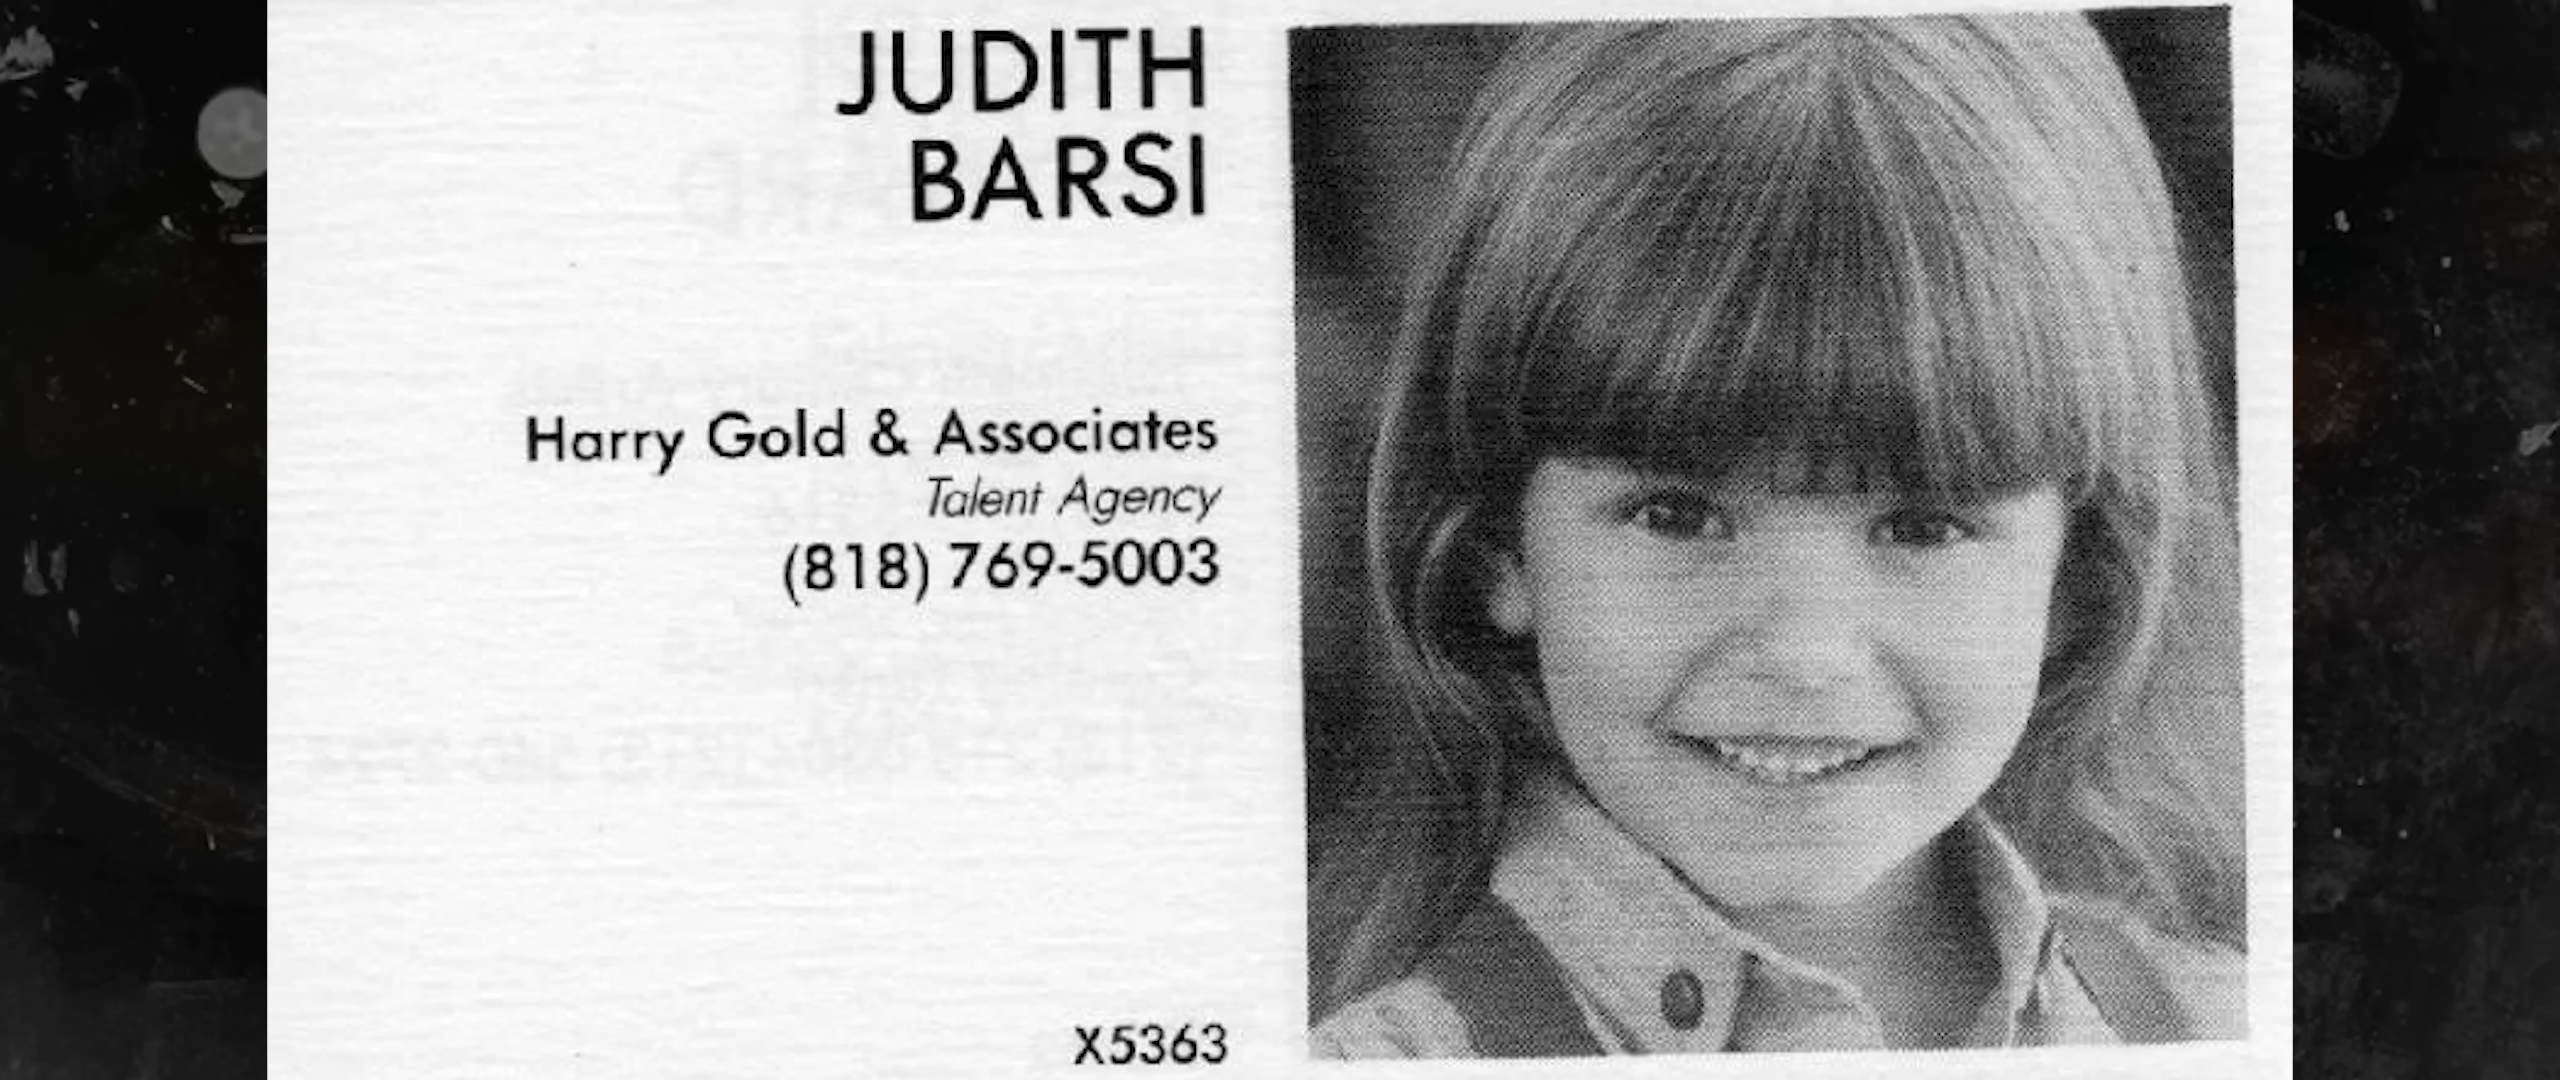 JUDITH
BARSI
Harry Gold & Associates
Talent Agency
(818) 769-5003
X5363